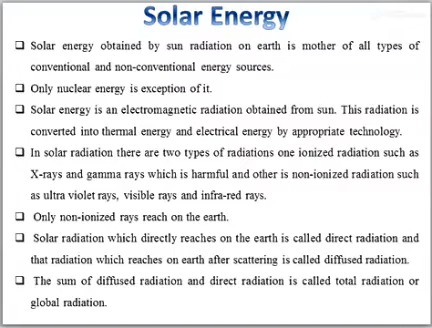 Solar Energy
❑ Solar energy obtained by sun radiation on earth is mother of all types of
conventional and non-conventional energy sources.
❑ Only nuclear energy is exception of it.
❑ Solar energy is an electromagnetic radiation obtained from sun. This radiation is
converted into thermal energy and electrical energy by appropriate technology.
❑ In solar radiation there are two types of radiations one ionized radiation such as
X-rays and gamma rays which is harmful and other is non-ionized radiation such
as ultra violet rays, visible rays and infra-red rays.
❑ Only non-ionized rays reach on the earth.
❑ Solar radiation which directly reaches on the earth is called direct radiation and
that radiation which reaches on earth after scattering is called diffused radiation.
❑ The sum of diffused radiation and direct radiation is called total radiation or
global radiation.